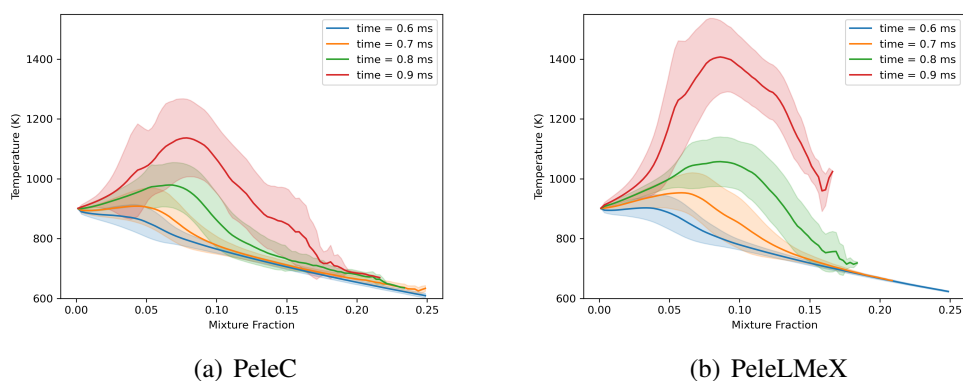 1400
1200
1000
800
600
Temperature (K)
0.00 0.05 0.10 0.15 0.20 0.25
Mixture Fraction
time = 0.6 ms
time = 0.7 ms
time = 0.8 ms
time = 0.9 ms
(a) PeleC
1400
1200
1000
800
600
Temperature (K)
0.00 0.05 0.10 0.15 0.20 0.25
Mixture Fraction
time = 0.6 ms
time = 0.7 ms
time = 0.8 ms
time = 0.9 ms
(b) PeleLMeX